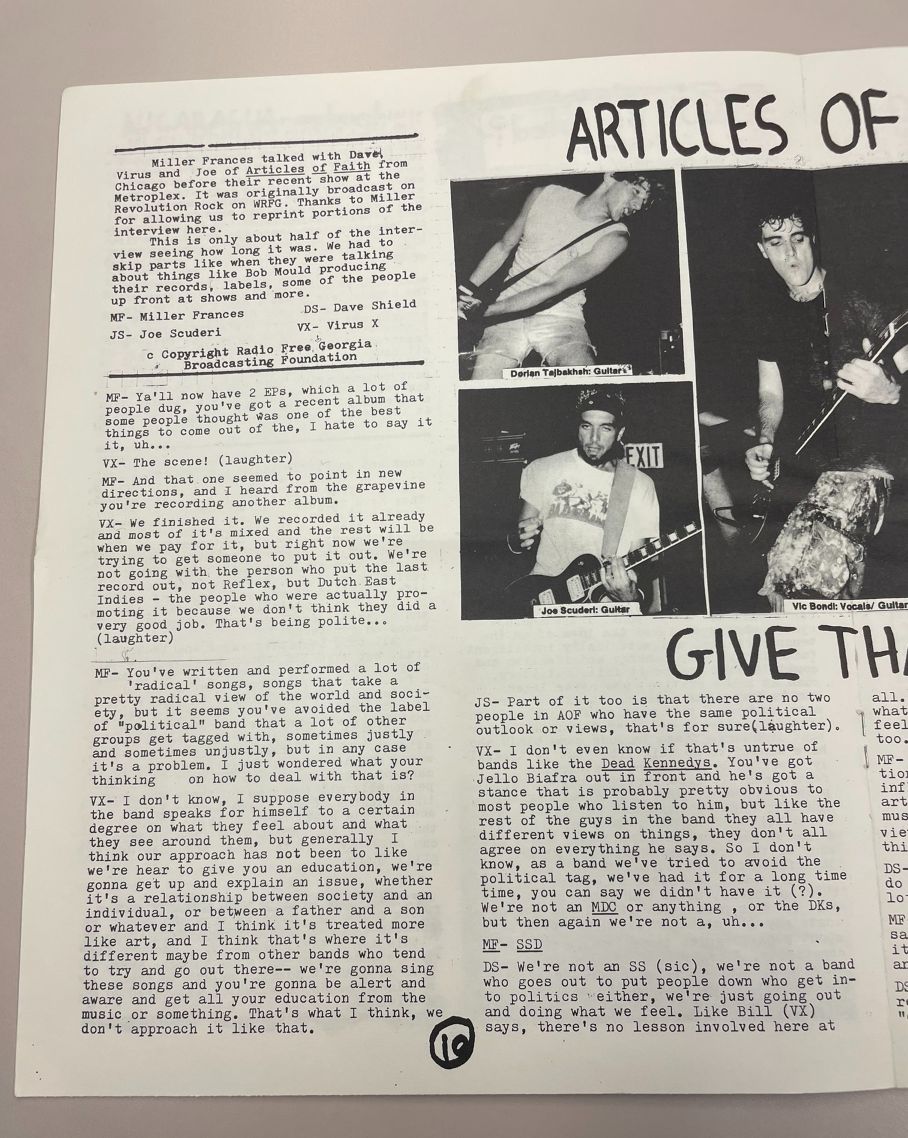 ARTICLES OF
Miller Frances talked with Dave,
Virus and Joe of Articles of Faith from
Chicago before their recent show at the
Metroplex. It was originally broadcast on
Revolution Rock on WRFG. Thanks to Miller
for allowing us to reprint portions of the
interview here.
This is only about half of the inter-
view seeing how long it was. We had to
skip parts like when they were talking
about things like Bob Mould producing
their records, labels, some of the people
up front at shows and more.
MF- Miller Frances DS- Dave Shield
JS- Joe Scuderi VX- Virus X
c Copyright Radio Free Georgia
Broadcasting Foundation
MF- Ya'll now have 2 EPs, which a lot of
people dug, you've got a recent album that
some people thought was one of the best
things to come out of the, I hate to say it
it, uh...
VX- The scene! (laughter)
MF- And that one seemed to point in new
directions, and I heard from the grapevine
you're recording another album.
VX- We finished it. We recorded it already
and most of it's mixed and the rest will be
when we pay for it, but right now we're
trying to get someone to put it out. We're
not going with the person who put the last
record out, not Reflex, but Dutch East
Indies - the people who were actually pro-
moting it because we don't think they did a
very good job. That's being polite...
(laughter)
MF- You've written and performed a lot of
'radical' songs, songs that take a
pretty radical view of the world and soci-
ety, but it seems you've avoided the label
of "political" band that a lot of other
groups get tagged with, sometimes justly
and sometimes unjustly, but in any case
it's a problem. I just wondered what your
thinking on how to deal with that is?
VX- I don't know, I suppose everybody in
the band speaks for himself to a certain
degree on what they feel about and what
they see around them, but generally I
think our approach has not been to like
we're hear to give you an education, we're
gonna get up and explain an issue, whether
it's a relationship between society and an
individual, or between a father and a son
or whatever and I think it's treated more
like art, and I think that's where it's
different maybe from other bands who tend
to try and go out there-- we're gonna sing
these songs and you're gonna be alert and
aware and get all your education from the
music or something. That's what I think, we
don't approach it like that.
Dorian Tajbakhsh: Guitar
EXIT
Joe Scuderi: Guitar
Vic Bondi: Vocals/ Guitar
GIVE THA
JS- Part of it too is that there are no two
people in AOF who have the same political
outlook or views, that's for sure(laughter).
VX- I don't even know if that's untrue of
bands like the Dead Kennedys. You've got
Jello Biafra out in front and he's got a
stance that is probably pretty obvious to
most people who listen to him, but like the
rest of the guys in the band they all have
different views on things, they don't all
agree on everything he says. So I don't
know, as a band we've tried to avoid the
political tag, we've had it for a long time
time, you can say we didn't have it (?).
We're not an MDC or anything , or the DKs,
but then again we're not a, uh...
MF- SSD
DS- We're not an SS (sic), we're not a band
who goes out to put people down who get in-
to politics either, we're just going out
and doing what we feel. Like Bill (VX)
says, there's no lesson involved here at
all.
what
feel
too.
MF-
tion
inf
art
mus
vie
thi
DS-
do
lo
MF
sa
it
an
DS
re
10